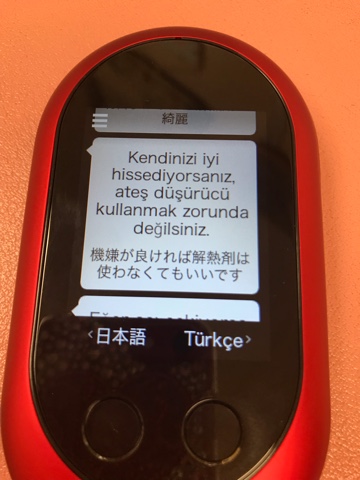 綺麗
Kendinizi iyi
hissediyorsanız,
ateş düşürücü
kullanmak zorunda
değilsiniz.
機嫌が良ければ解熱剤は
使わなくてもいいです
<日本語 Türkçe>